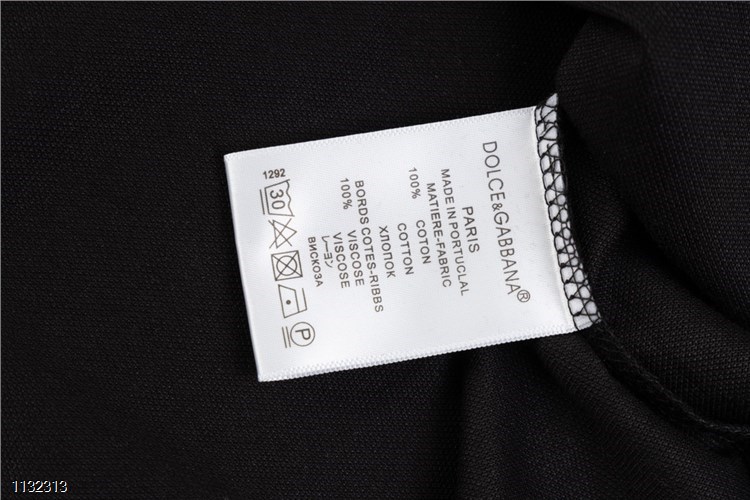 DOLCE&GABBANA®
PARIS
MADE IN PORTUCLAL
MATIERE-FABRIC
100% COTON
COTTON
ХЛОПОК
BORDS COTES-RIBBS
100% VISCOSE
VISCOSE
レーヨン
ВИСКОЗА
1292
30
P
1132313